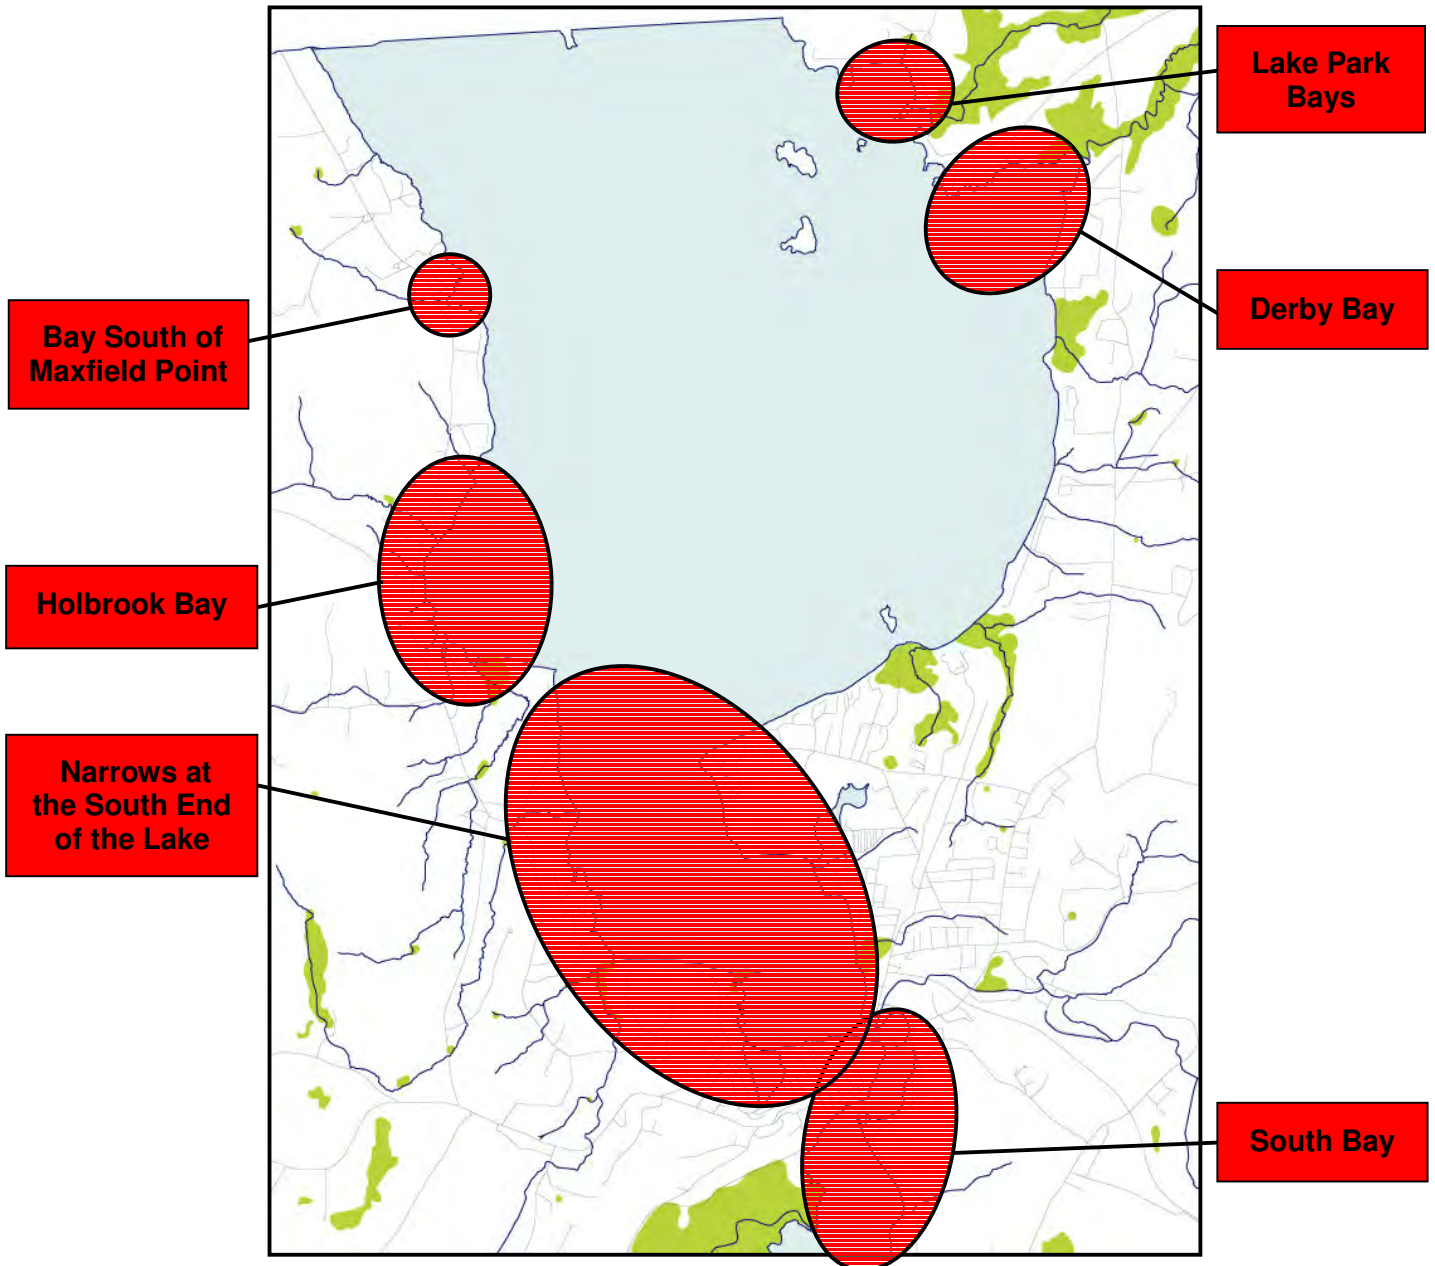 Lake Park
Bays
Derby Bay
Bay South of
Maxfield Point
Holbrook Bay
Narrows at
the South End
of the Lake
South Bay